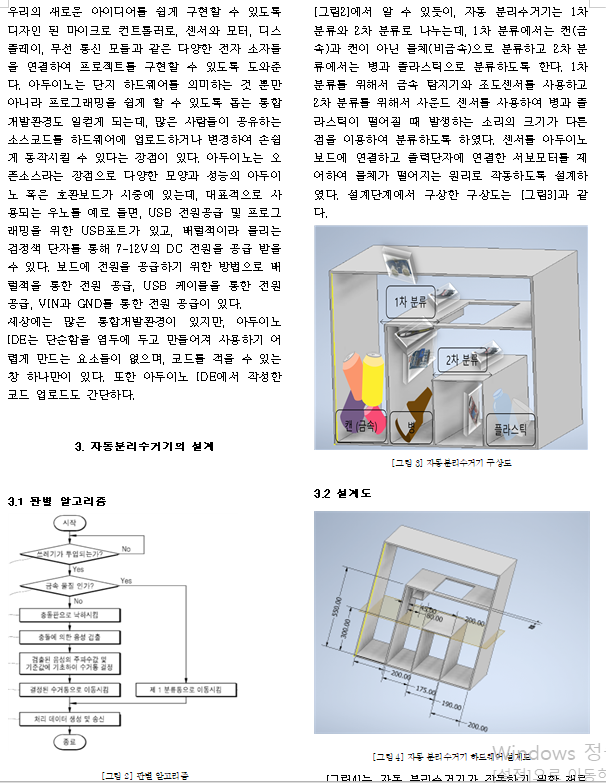 우리의 새로운 아이디어를 쉽게 구현할 수 있도록
디자인 된 마이크로 컨트롤러로, 센서와 모터, 디스
플레이, 무선 통신 모듈과 같은 다양한 전자 소자들
을 연결하여 프로젝트를 구현할 수 있도록 도와준
다. 아두이노는 단지 하드웨어를 의미하는 것 뿐만
아니라 프로그래밍을 쉽게 할 수 있도록 돕는 통합
개발환경도 일컫게 되는데, 많은 사람들이 공유하는
소스코드를 하드웨어에 업로드하거나 변경하여 손쉽
게 동작시킬 수 있다는 장점이 있다. 아두이노는 오
픈소스라는 장점으로 다양한 모양과 성능의 아두이
노 혹은 호환보드가 시중에 있는데, 대표적으로 사
용되는 우노를 예로 들면, USB 전원공급 및 프로그
래밍을 위한 USB포트가 있고, 배럴잭이라 불리는
검정색 단자를 통해 7-12V의 DC 전원을 공급 받을
수 있다. 보드에 전원을 공급하기 위한 방법으로 배
럴잭을 통한 전원 공급, USB 케이블을 통한 전원
공급, VIN과 GND를 통한 전원 공급이 있다.
세상에는 많은 통합개발환경이 있지만, 아두이노
IDE는 단순함을 염두에 두고 만들어져 사용하기 어
렵게 만드는 요소들이 없으며, 코드를 적을 수 있는
창 하나만이 있다. 또한 아두이노 IDE에서 작성한
코드 업로드도 간단하다.
3. 자동분리수거기의 설계
3.1 판별 알고리즘
시작
쓰레기가 투입되는가?
No
Yes
금속 물질 인가?
Yes
No
충돌판으로 낙하시킴
충돌에 의한 음성 검출
검출된 음성의 주파수값 및
기준값에 기초하여 수거통 결정
결정된 수거통으로 이동시킴
제 1 분류통으로 이동시킴
처리 데이터 생성 및 송신
종료
[그림 2] 판별 알고리즘
[그림2]에서 알 수 있듯이, 자동 분리수거기는 1차
분류와 2차 분류로 나누는데, 1차 분류에서는 캔(금
속)과 캔이 아닌 물체(비금속)으로 분류하고 2차 분
류에서는 병과 플라스틱으로 분류하도록 한다. 1차
분류를 위해서 금속 탐지기와 조도센서를 사용하고
2차 분류를 위해서 사운드 센서를 사용하여 병과 플
라스틱이 떨어질 때 발생하는 소리의 크기가 다른
점을 이용하여 분류하도록 하였다. 센서를 아두이노
보드에 연결하고 출력단자에 연결한 서보모터를 제
어하여 물체가 떨어지는 원리로 작동하도록 설계하
였다. 설계단계에서 구상한 구상도는 [그림3]과 같
다.
1차 분류
2차 분류
캔 (금속)
병
플라스틱
[그림 3] 자동분리수거기 구상도
3.2 설계도
550.00
300.00
80.00
200.00
200.00
175.00
190.00
200.00
[그림 4] 자동 분리수거기 하드웨어 설계도
Windows 정
[그림4]는 자동 분리수거기가 작동하기 위한 재료